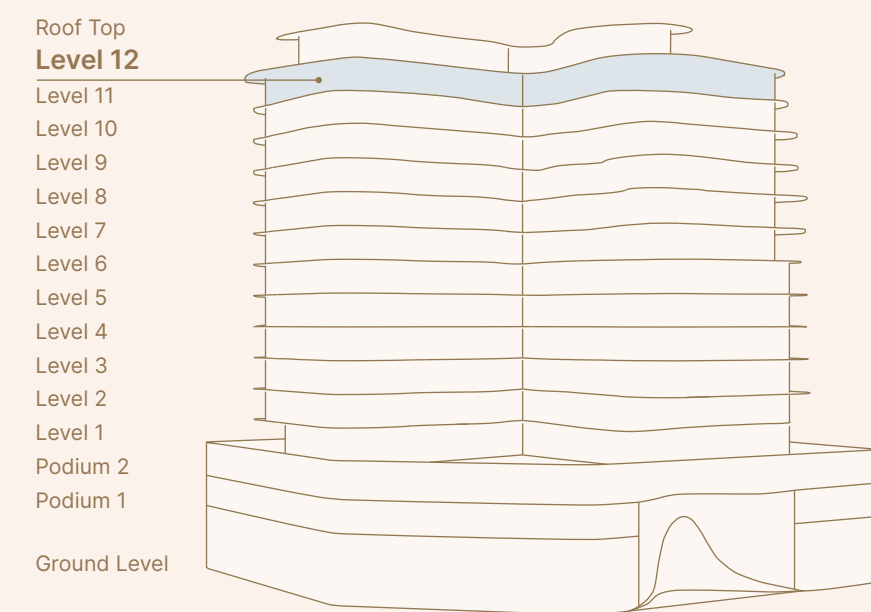 Roof Top
Level 12
Level 11
Level 10
Level 9
Level 8
Level 7
Level 6
Level 5
Level 4
Level 3
Level 2
Level 1
Podium 2
Podium 1
Ground Level